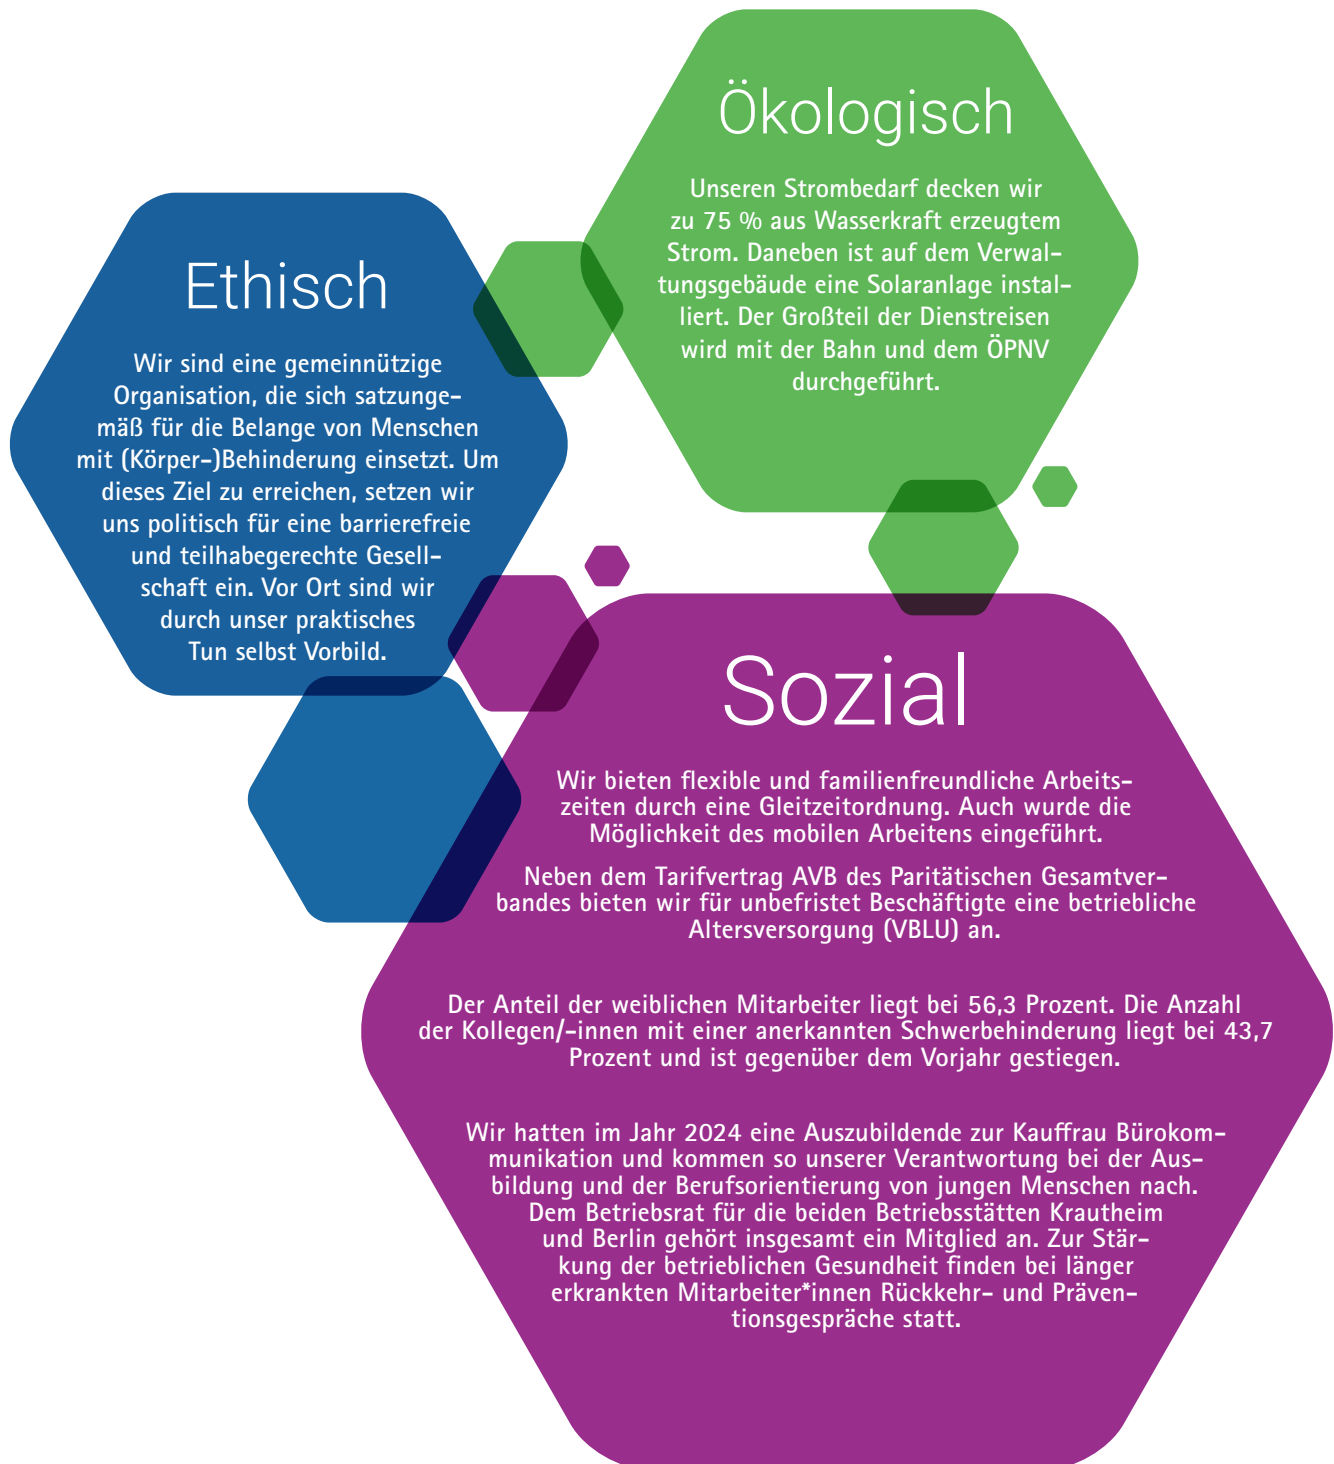 Ökologisch
Unseren Strombedarf decken wir
zu 75 % aus Wasserkraft erzeugtem
Strom. Daneben ist auf dem Verwal-
tungsgebäude eine Solaranlage instal-
liert. Der Großteil der Dienstreisen
wird mit der Bahn und dem ÖPNV
durchgeführt.
Ethisch
Wir sind eine gemeinnützige
Organisation, die sich satzunge-
mäß für die Belange von Menschen
mit (Körper-)Behinderung einsetzt. Um
dieses Ziel zu erreichen, setzen wir
uns politisch für eine barrierefreie
und teilhabegerechte Gesell-
schaft ein. Vor Ort sind wir
durch unser praktisches
Tun selbst Vorbild.
Sozial
Wir bieten flexible und familienfreundliche Arbeits-
zeiten durch eine Gleitzeitordnung. Auch wurde die
Möglichkeit des mobilen Arbeitens eingeführt.
Neben dem Tarifvertrag AVB des Paritätischen Gesamtver-
bandes bieten wir für unbefristet Beschäftigte eine betriebliche
Altersversorgung (VBLU) an.
Der Anteil der weiblichen Mitarbeiter liegt bei 56,3 Prozent. Die Anzahl
der Kollegen/-innen mit einer anerkannten Schwerbehinderung liegt bei 43,7
Prozent und ist gegenüber dem Vorjahr gestiegen.
Wir hatten im Jahr 2024 eine Auszubildende zur Kauffrau Bürokom-
munikation und kommen so unserer Verantwortung bei der Aus-
bildung und der Berufsorientierung von jungen Menschen nach.
Dem Betriebsrat für die beiden Betriebsstätten Krautheim
und Berlin gehört insgesamt ein Mitglied an. Zur Stär-
kung der betrieblichen Gesundheit finden bei länger
erkrankten Mitarbeiter*innen Rückkehr- und Präven-
tionsgespräche statt.